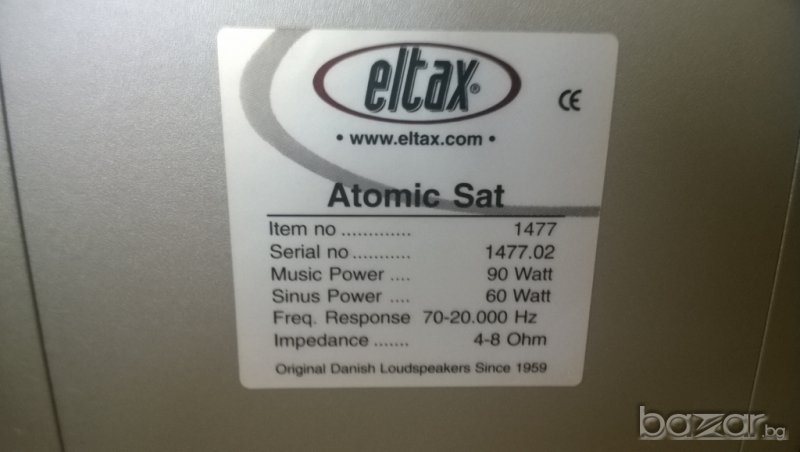 eltax®
CE
• www.eltax.com •
Atomic Sat
Item no ............. 1477
Serial no ........... 1477.02
Music Power .... 90 Watt
Sinus Power .... 60 Watt
Freq. Response 70-20.000 Hz
Impedance ....... 4-8 Ohm
Original Danish Loudspeakers Since 1959
bazar.bg